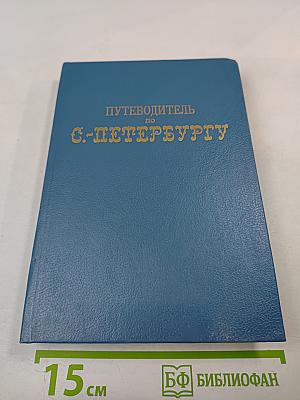 ПУТЕВОДИТЕЛЬ
по
С.-ПЕТЕРБУРГУ
15 см
БФ БИБЛИОФАН